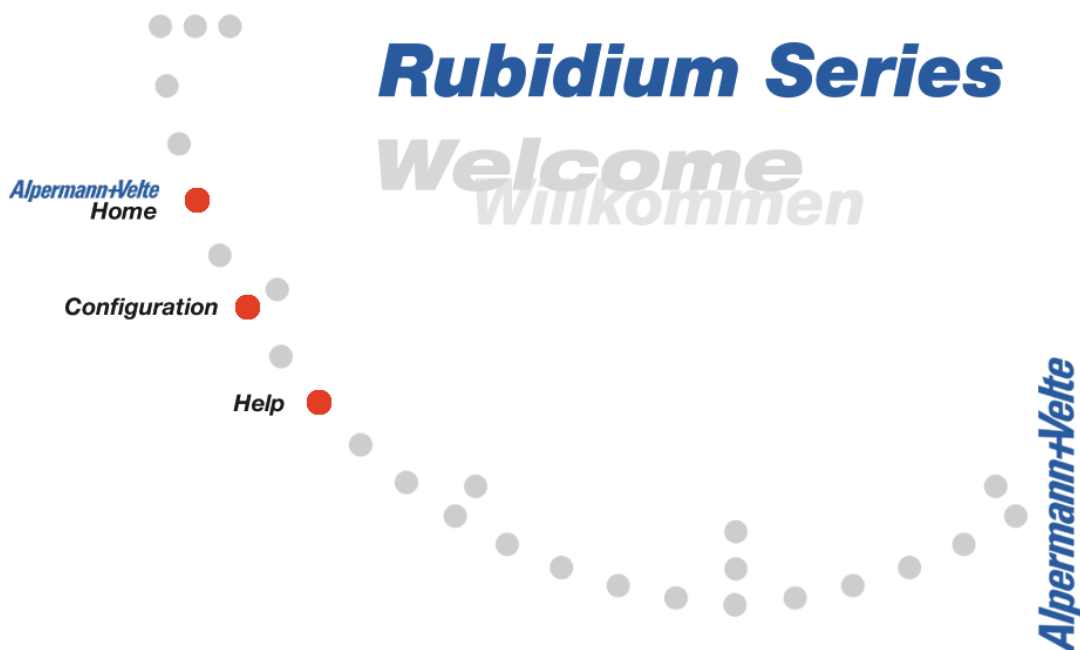 Rubidium Series
Welcome
Willkommen
Alpermann+Velte
Home
Configuration
Help
Alpermann+Velte